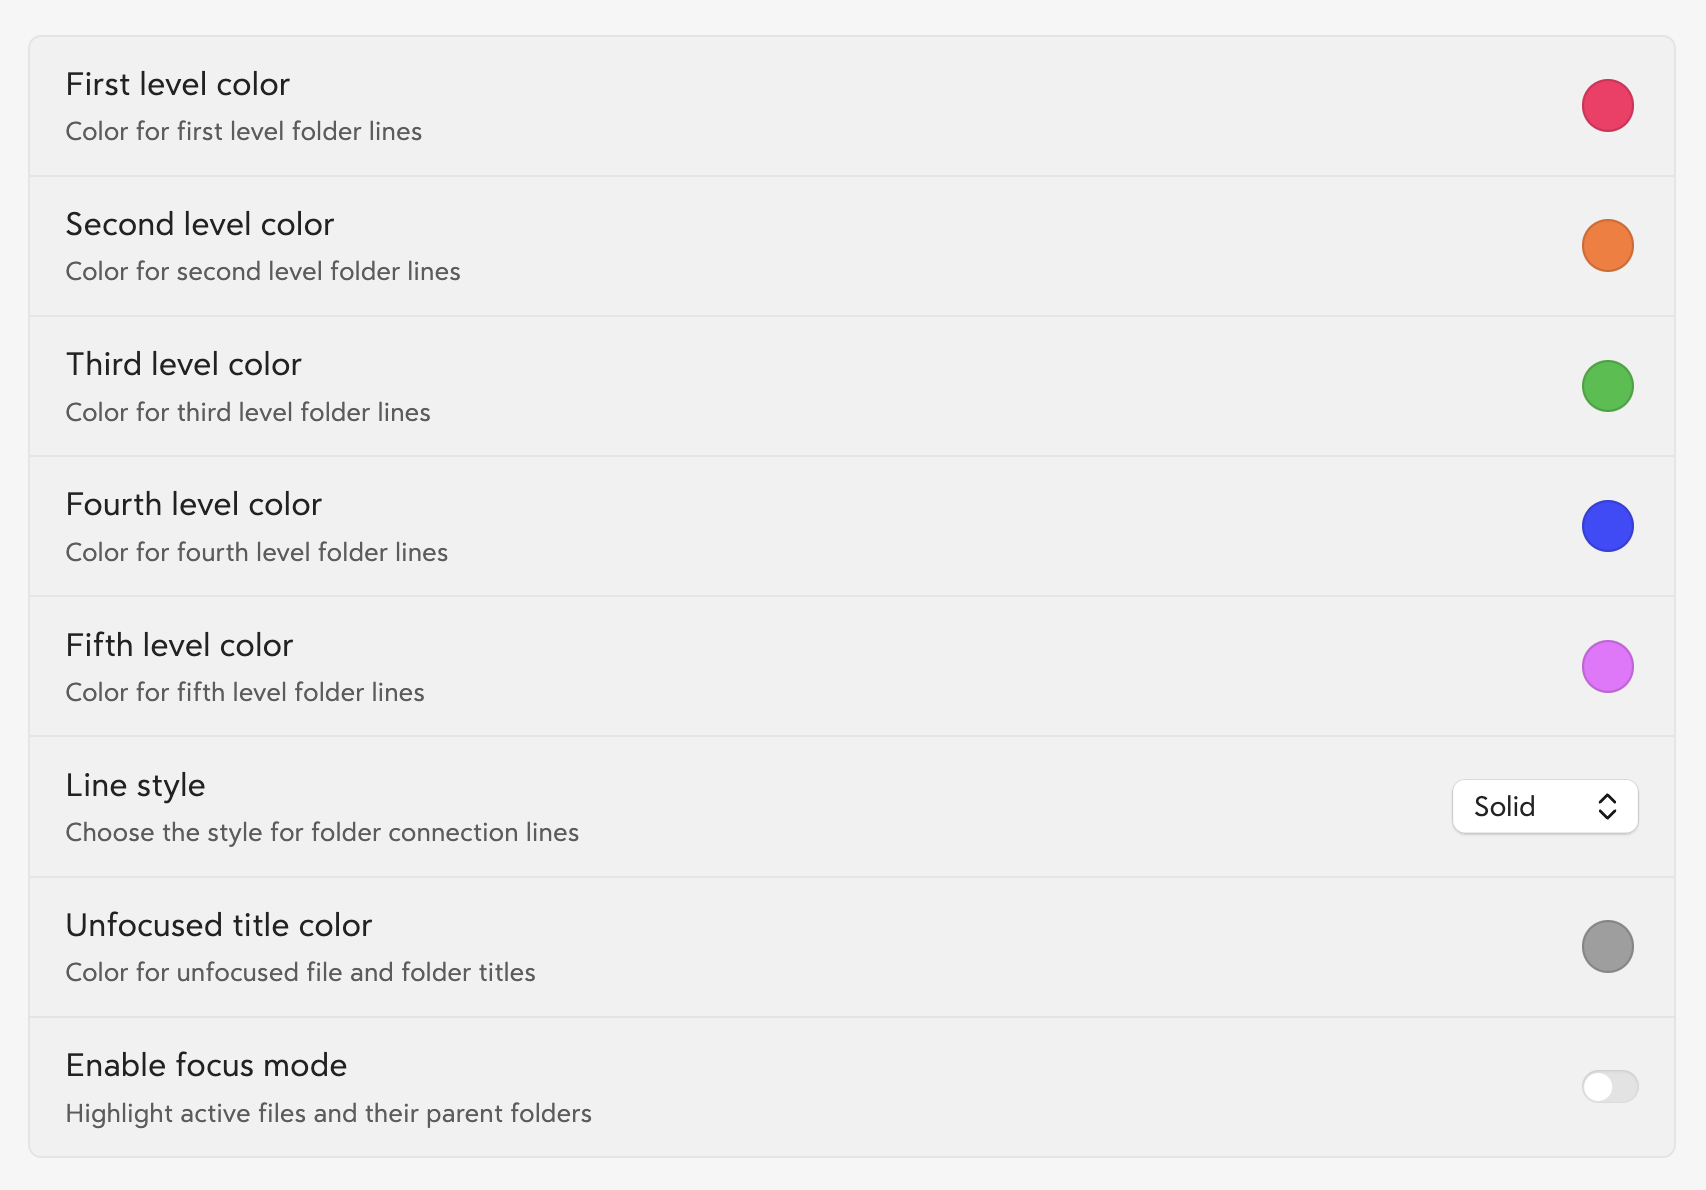 First level color
Color for first level folder lines
Second level color
Color for second level folder lines
Third level color
Color for third level folder lines
Fourth level color
Color for fourth level folder lines
Fifth level color
Color for fifth level folder lines
Line style
Choose the style for folder connection lines
Solid
Unfocused title color
Color for unfocused file and folder titles
Enable focus mode
Highlight active files and their parent folders